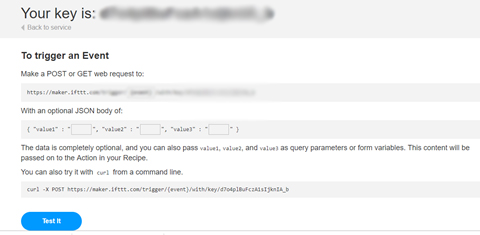 Your key is:
Back to service
To trigger an Event
Make a POST or GET web request to:
https://maker.ifttt.com/trigger/
With an optional JSON body of:
{ "value1" : " ", "value2" : " ", "value3" : " " }
The data is completely optional, and you can also pass value1, value2, and value3 as query parameters or form variables. This content will
be passed on to the Action in your Recipe.
You can also try it with curl from a command line.
curl -X POST https://maker.ifttt.com/trigger/{event}/with/key/
Test It